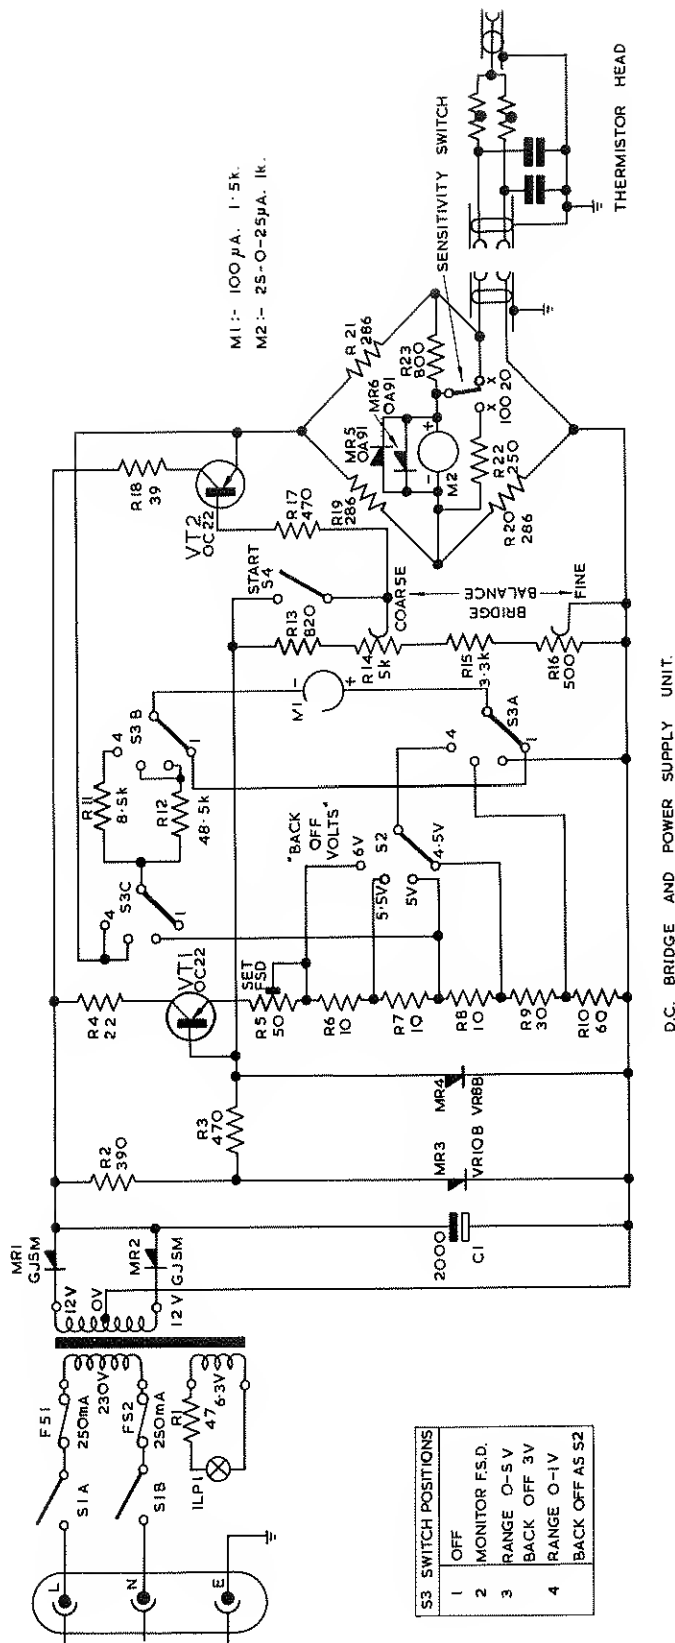 L
N
E
S1A
S1B
FS1
250mA
FS2
250mA
R1
47
1LP1
230V
6·3V
12V
0V
12V
MR1
GJ5M
MR2
GJ5M
2000
C1
R2
390
R3
470
MR3
VR10B
MR4
VR8B
R4
22
VT1
OC22
SET
FSD
R5
50
R6
10
R7
10
R8
10
R9
30
R10
60
S3C
4
1
R11
8·5k
R12
48·5k
S3B
4
1
"BACK
OFF
VOLTS"
6V
5·5V
5V
4·5V
S2
M1
−
+
S3A
4
1
START
S4
R13
820
R14
5k
COARSE
BRIDGE
BALANCE
FINE
R15
3·3k
R16
500
R17
470
VT2
OC22
R18
39
R19
286
R20
286
R21
286
R22
250
R23
800
MR5
OA91
MR6
OA91
M2
−
+
X
100
X
20
SENSITIVITY SWITCH
THERMISTOR HEAD
M1:- 100µA. 1·5k.
M2:- 25-0-25µA. 1k.
S3 SWITCH POSITIONS
1 OFF
2 MONITOR F.S.D.
3 RANGE 0-5V
BACK OFF 3V
4 RANGE 0-1V
BACK OFF AS S2
D.C. BRIDGE AND POWER SUPPLY UNIT.